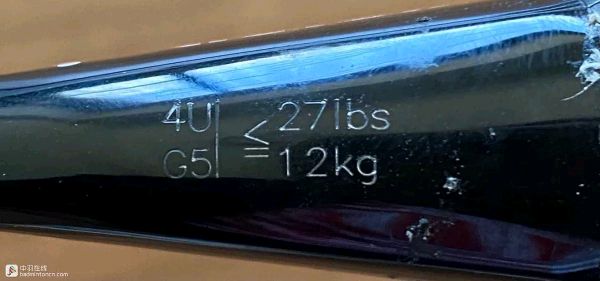 4U ≦ 27lbs
G5 12kg
中羽在线
badmintoncn.com